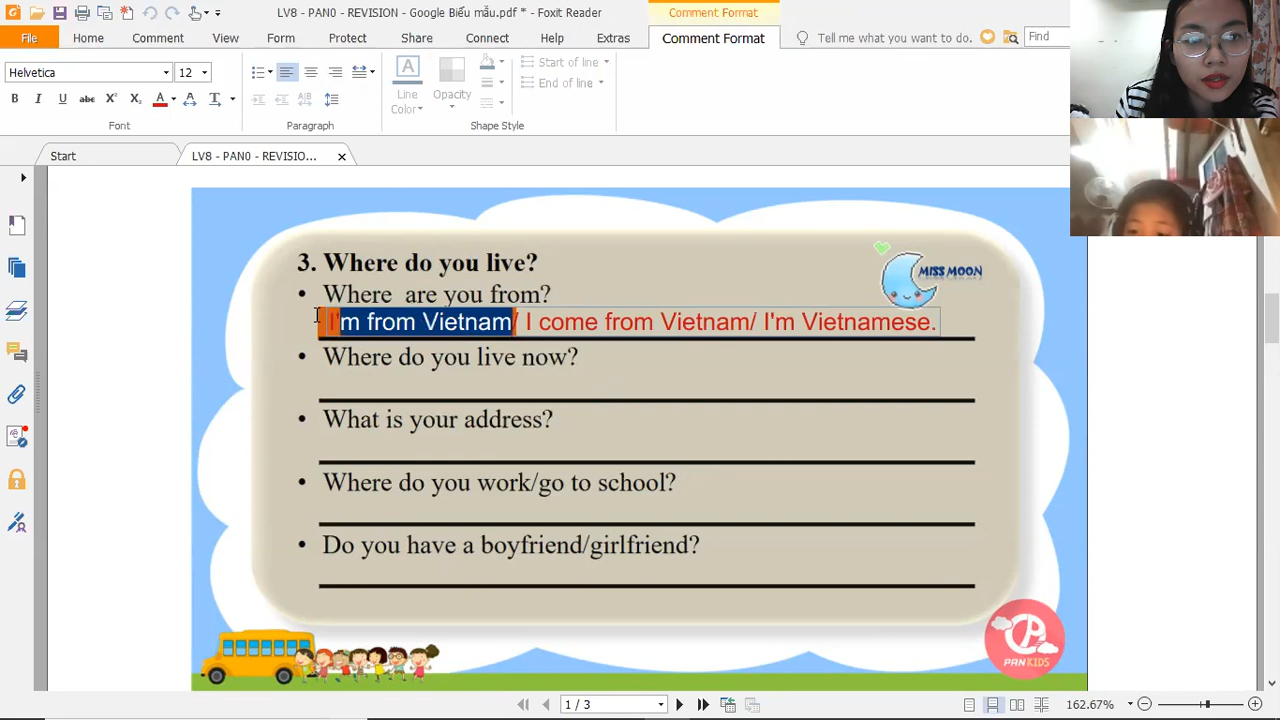 LV8 - PAN0 - REVISION - Google Biểu mẫu.pdf * - Foxit Reader
Comment Format
File Home Comment View Form Protect Share Connect Help Extras Comment Format Tell me what you want to do. Find
Helvetica 12
Line Color
Opacity
Start of line
End of line
Font Paragraph Shape Style
Start LV8 - PAN0 - REVISIO...
3. Where do you live?
MISS MOON
• Where are you from?
I'm from Vietnam/ I come from Vietnam/ I'm Vietnamese.
• Where do you live now?
• What is your address?
• Where do you work/go to school?
• Do you have a boyfriend/girlfriend?
PAN KIDS
1 / 3
162.67%